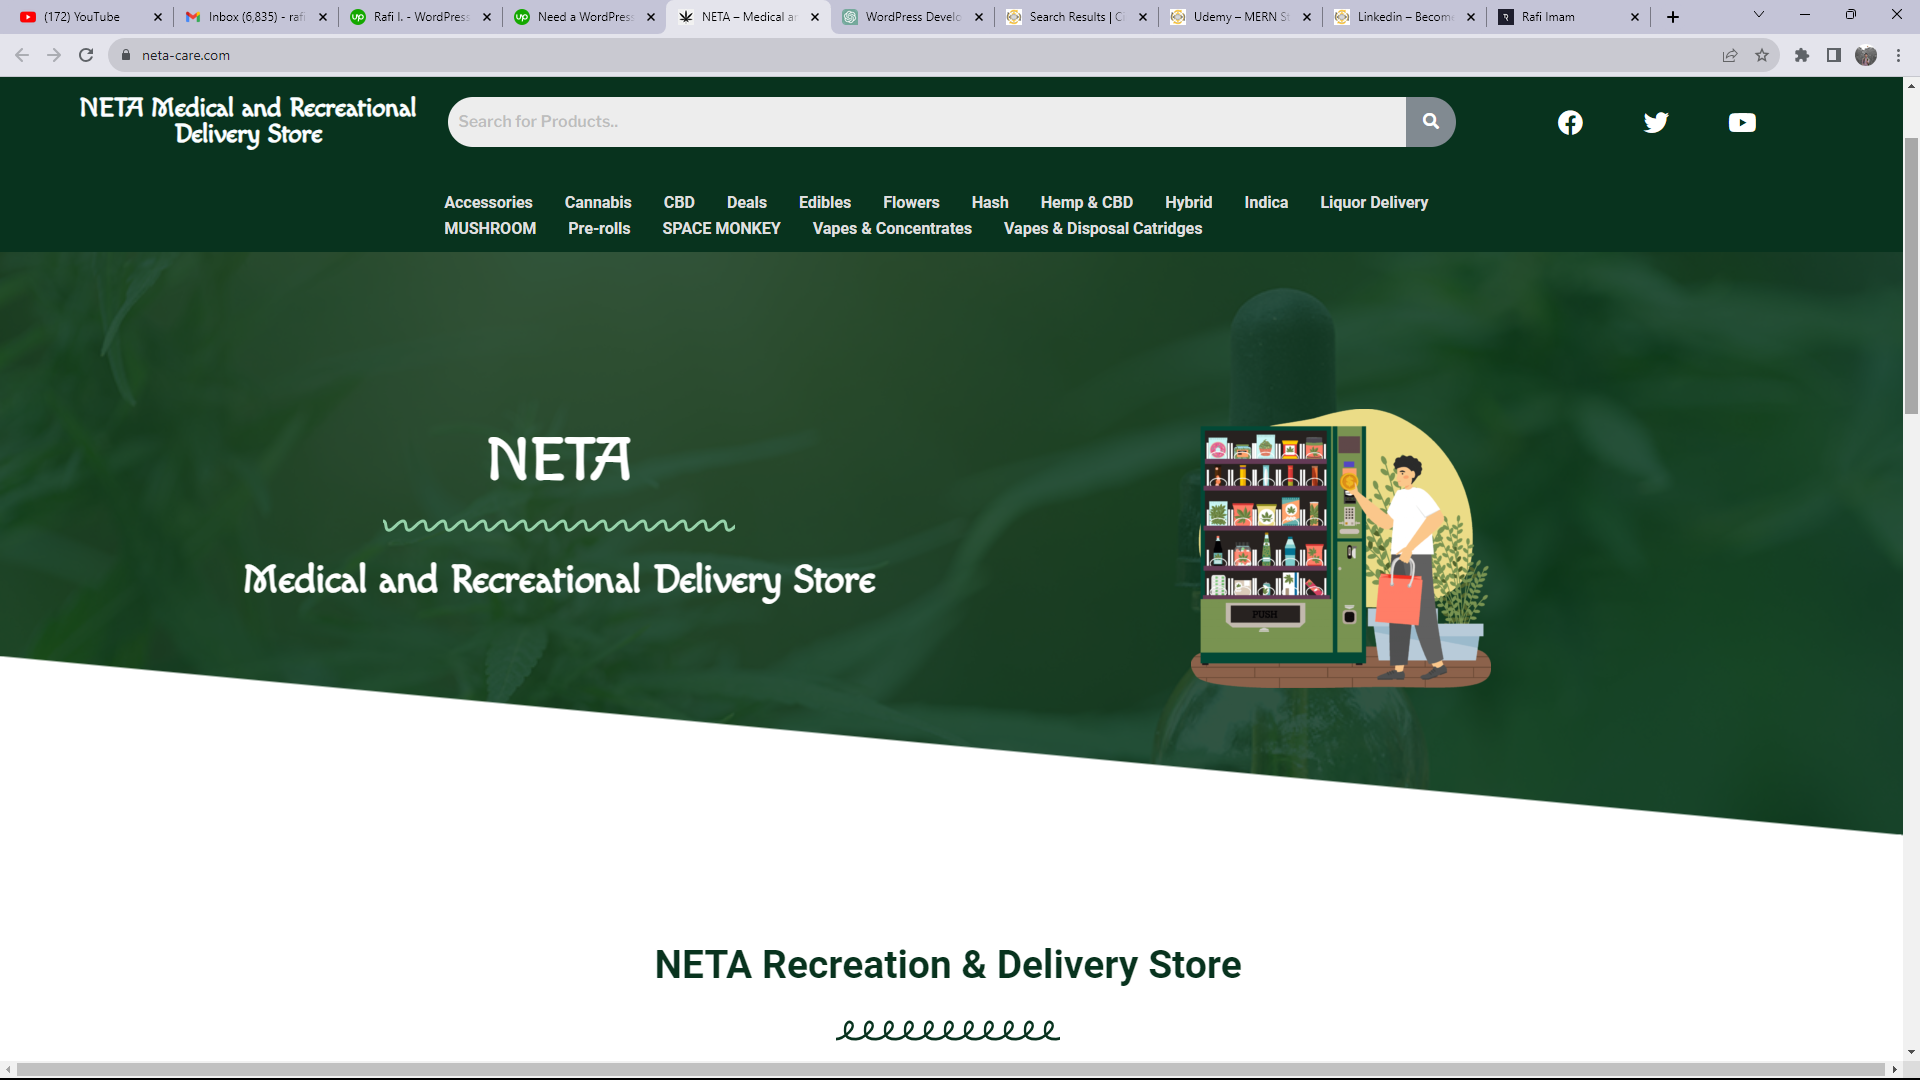 (172) YouTube
Inbox (6,835) - rafi
Rafi I. - WordPress
Need a WordPress
NETA – Medical an
WordPress Develo
Search Results | Ci
Udemy – MERN St
Linkedin – Become
Rafi Imam
neta-care.com
NETA Medical and Recreational
Delivery Store
Search for Products..
Accessories Cannabis CBD Deals Edibles Flowers Hash Hemp & CBD Hybrid Indica Liquor Delivery
MUSHROOM Pre-rolls SPACE MONKEY Vapes & Concentrates Vapes & Disposal Catridges
NETA
Medical and Recreational Delivery Store
PUSH
NETA Recreation & Delivery Store